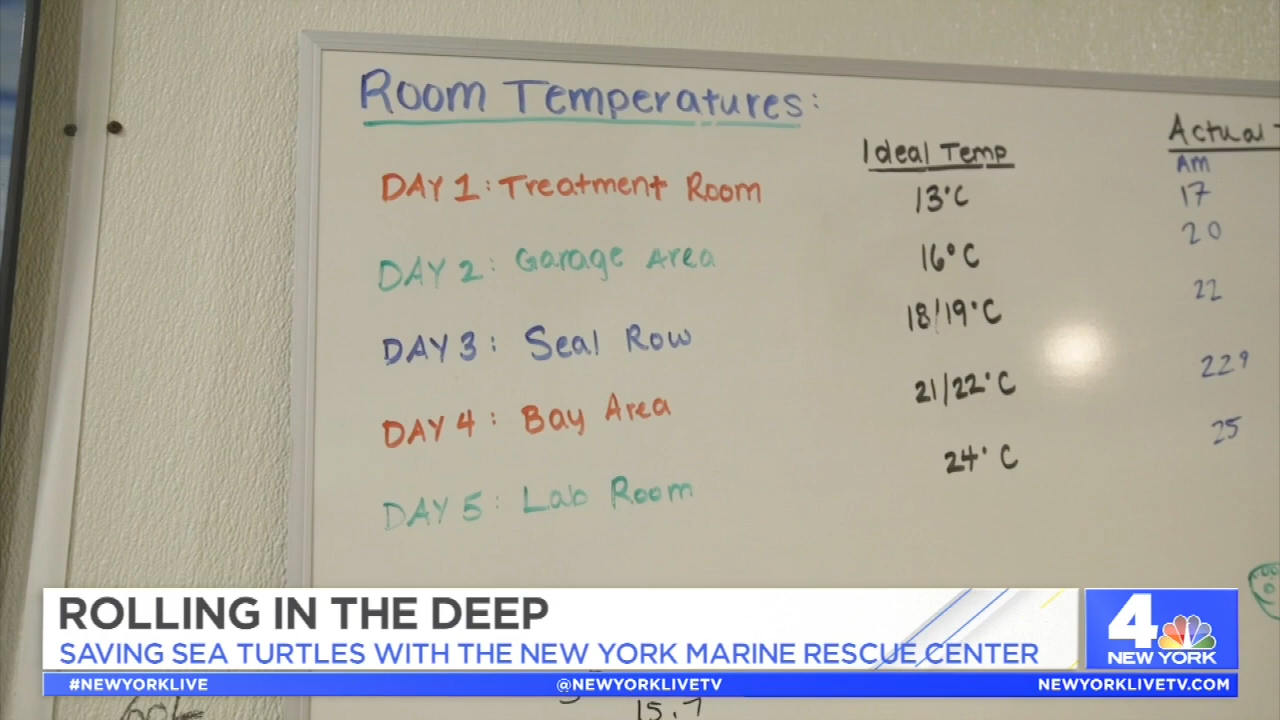 Room Temperatures:
Ideal Temp
Actual
Am
DAY 1: Treatment Room 13°C 17
DAY 2: Garage Area 16°C 20
DAY 3: Seal Row 18/19°C 22
DAY 4: Bay Area 21/22°C 229
DAY 5: Lab Room 24°C 25
ROLLING IN THE DEEP
SAVING SEA TURTLES WITH THE NEW YORK MARINE RESCUE CENTER
4
NEW YORK
#NEWYORKLIVE @NEWYORKLIVETV NEWYORKLIVETV.COM
15.7